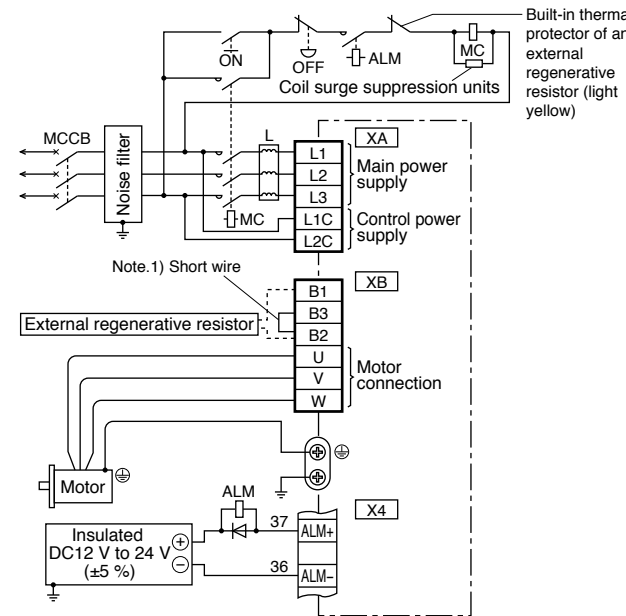 Built-in therma
protector of an
external
regenerative
resistor (light
yellow)
ON
OFF
ALM
MC
Coil surge suppression units
MCCB
Noise filter
L
MC
XA
L1
L2
L3
L1C
L2C
Main power
supply
Control power
supply
Note.1) Short wire
XB
B1
B3
B2
U
V
W
External regenerative resistor
Motor
connection
Motor
ALM
X4
Insulated
DC12 V to 24 V
(±5 %)
+
−
37
36
ALM+
ALM−